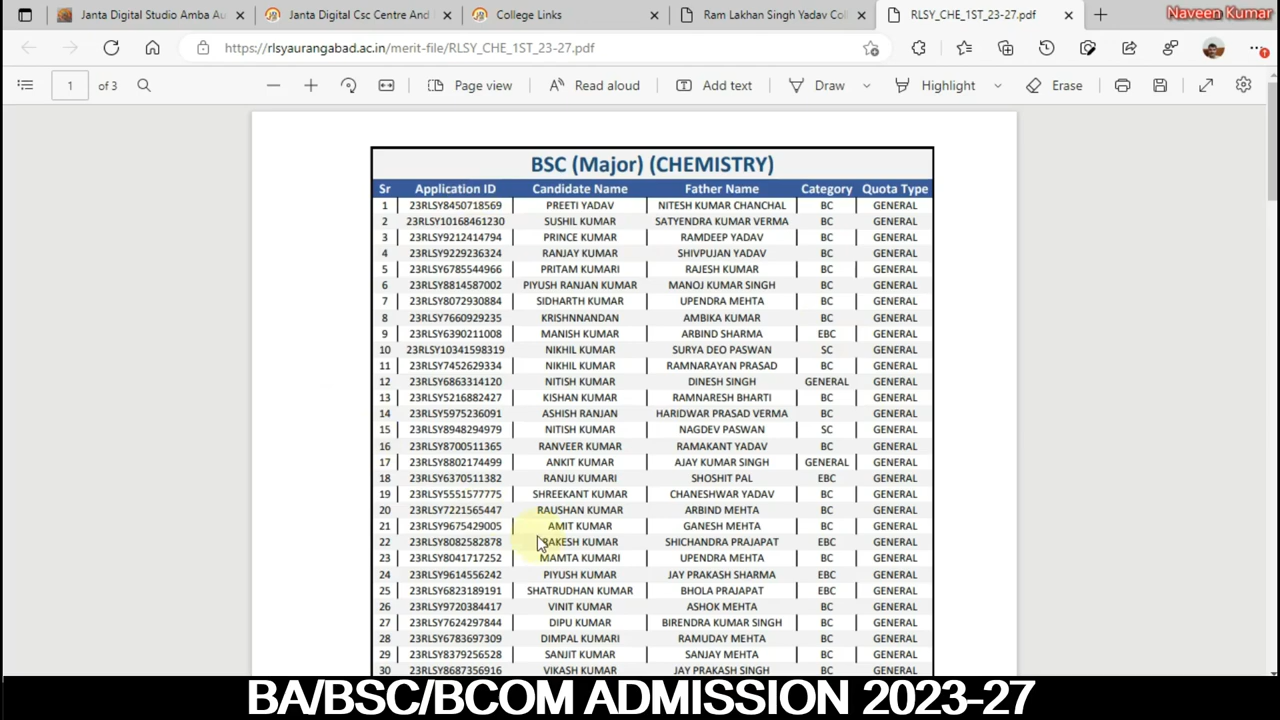 Janta Digital Studio Amba Au
Janta Digital Csc Centre And
College Links
Ram Lakhan Singh Yadav Col
RLSY_CHE_1ST_23-27.pdf
Naveen Kumar
https://rlsyaurangabad.ac.in/merit-file/RLSY_CHE_1ST_23-27.pdf
1 of 3 Page view Read aloud Add text Draw Highlight Erase
BSC (Major) (CHEMISTRY)
Sr Application ID Candidate Name Father Name Category Quota Type
1 23RLSY8450718569 PREETI YADAV NITESH KUMAR CHANCHAL BC GENERAL
2 23RLSY10168461230 SUSHIL KUMAR SATYENDRA KUMAR VERMA BC GENERAL
3 23RLSY9212414794 PRINCE KUMAR RAMDEEP YADAV BC GENERAL
4 23RLSY9229236324 RANJAY KUMAR SHIVPUJAN YADAV BC GENERAL
5 23RLSY6785544966 PRITAM KUMARI RAJESH KUMAR BC GENERAL
6 23RLSY8814587002 PIYUSH RANJAN KUMAR MANOJ KUMAR SINGH BC GENERAL
7 23RLSY8072930884 SIDHARTH KUMAR UPENDRA MEHTA BC GENERAL
8 23RLSY7660929235 KRISHNNANDAN AMBIKA KUMAR BC GENERAL
9 23RLSY6390211008 MANISH KUMAR ARBIND SHARMA EBC GENERAL
10 23RLSY10341598319 NIKHIL KUMAR SURYA DEO PASWAN SC GENERAL
11 23RLSY7452629334 NIKHIL KUMAR RAMNARAYAN PRASAD BC GENERAL
12 23RLSY6863314120 NITISH KUMAR DINESH SINGH GENERAL GENERAL
13 23RLSY5216882427 KISHAN KUMAR RAMNARESH BHARTI BC GENERAL
14 23RLSY5975236091 ASHISH RANJAN HARIDWAR PRASAD VERMA BC GENERAL
15 23RLSY8948294979 NITISH KUMAR NAGDEV PASWAN SC GENERAL
16 23RLSY8700511365 RANVEER KUMAR RAMAKANT YADAV BC GENERAL
17 23RLSY8802174499 ANKIT KUMAR AJAY KUMAR SINGH GENERAL GENERAL
18 23RLSY6370511382 RANJU KUMARI SHOSHIT PAL EBC GENERAL
19 23RLSY5551577775 SHREEKANT KUMAR CHANESHWAR YADAV BC GENERAL
20 23RLSY7221565447 RAUSHAN KUMAR ARBIND MEHTA BC GENERAL
21 23RLSY9675429005 AMIT KUMAR GANESH MEHTA BC GENERAL
22 23RLSY8082582878 RAKESH KUMAR SHICHANDRA PRAJAPAT EBC GENERAL
23 23RLSY8041717252 MAMTA KUMARI UPENDRA MEHTA BC GENERAL
24 23RLSY9614556242 PIYUSH KUMAR JAY PRAKASH SHARMA EBC GENERAL
25 23RLSY6823189191 SHATRUDHAN KUMAR BHOLA PRAJAPAT EBC GENERAL
26 23RLSY9720384417 VINIT KUMAR ASHOK MEHTA BC GENERAL
27 23RLSY7624297844 DIPU KUMAR BIRENDRA KUMAR SINGH BC GENERAL
28 23RLSY6783697309 DIMPAL KUMARI RAMUDAY MEHTA BC GENERAL
29 23RLSY8379256528 SANJIT KUMAR SANJAY MEHTA BC GENERAL
30 23RLSY8687356916 VIKASH KUMAR JAY PRAKASH SINGH BC GENERAL
BA/BSC/BCOM ADMISSION 2023-27